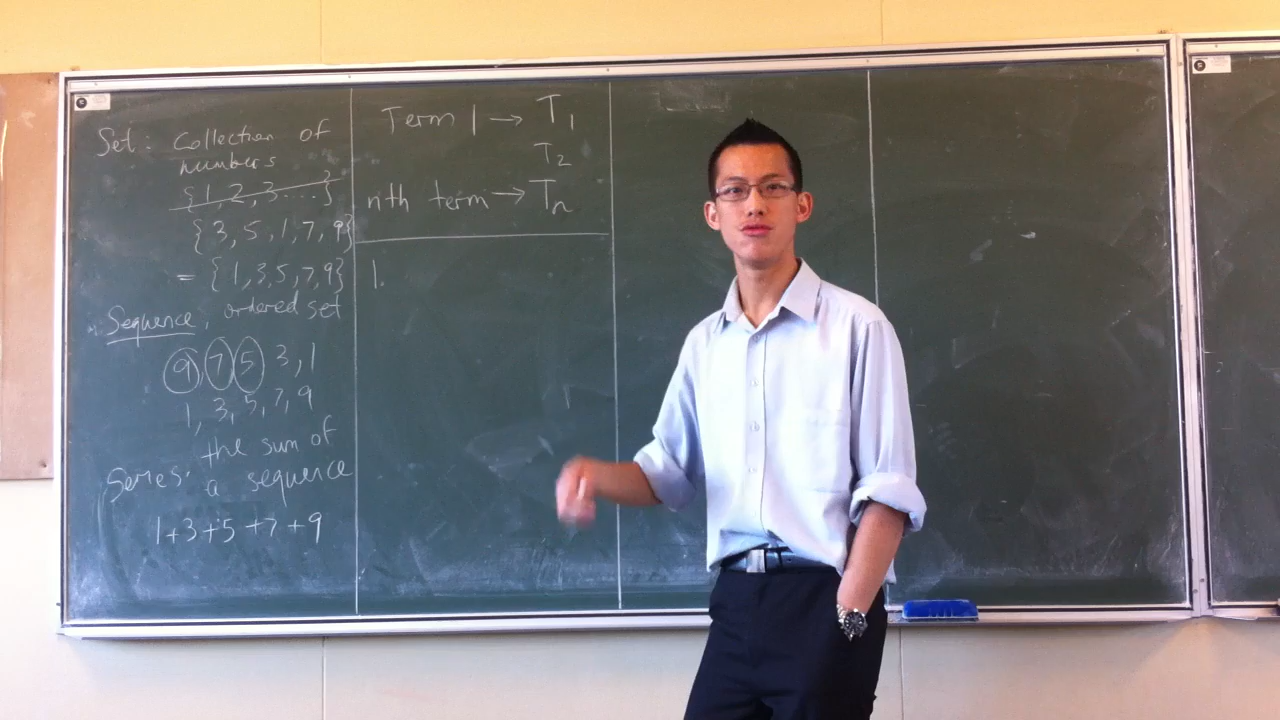 Set: Collection of
numbers
{1, 2, 3....}
{3, 5, 1, 7, 9}
= {1, 3, 5, 7, 9}
Sequence: ordered set
9, 7, 5, 3, 1
1, 3, 5, 7, 9
Series: the sum of
a sequence
1+3+5+7+9
Term 1 → T1
T2
n'th term → Tn
1.